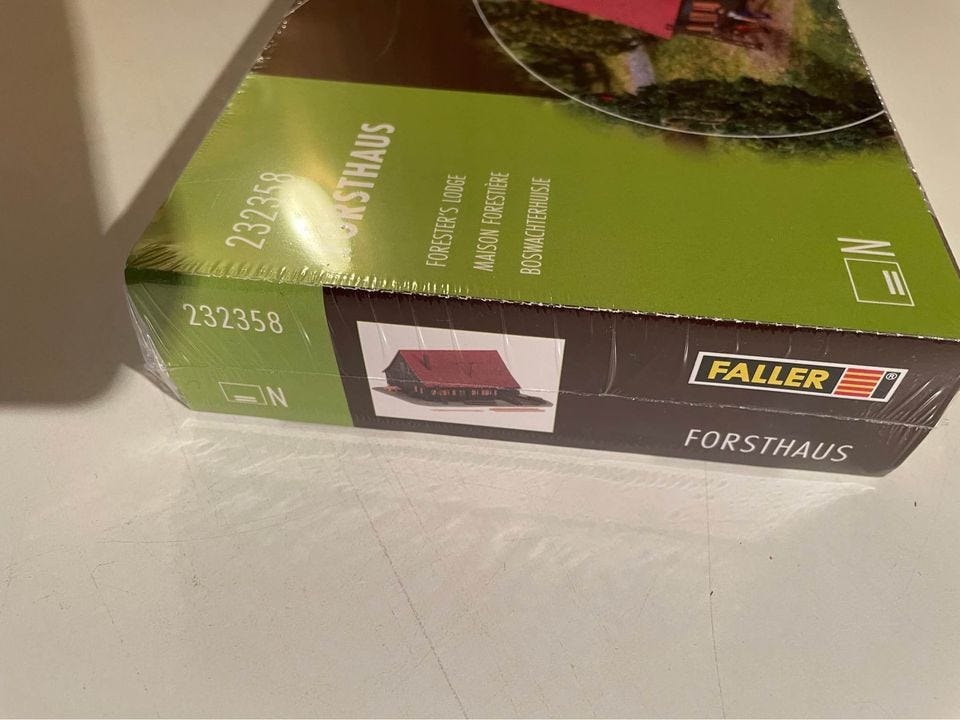 232358
FORSTHAUS
FORESTER'S LODGE
MAISON FORESTIÈRE
BOSWACHTERHUISJE
N
232358
N
FALLER ®
FORSTHAUS